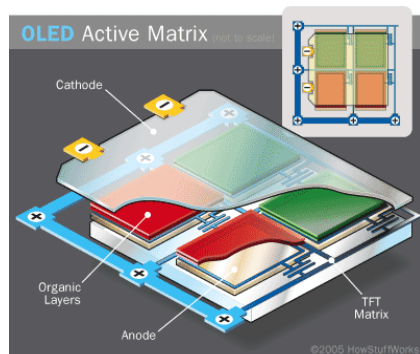 OLED Active Matrix (not to scale)
Cathode
Organic
Layers
Anode
TFT
Matrix
©2005 HowStuffWorks